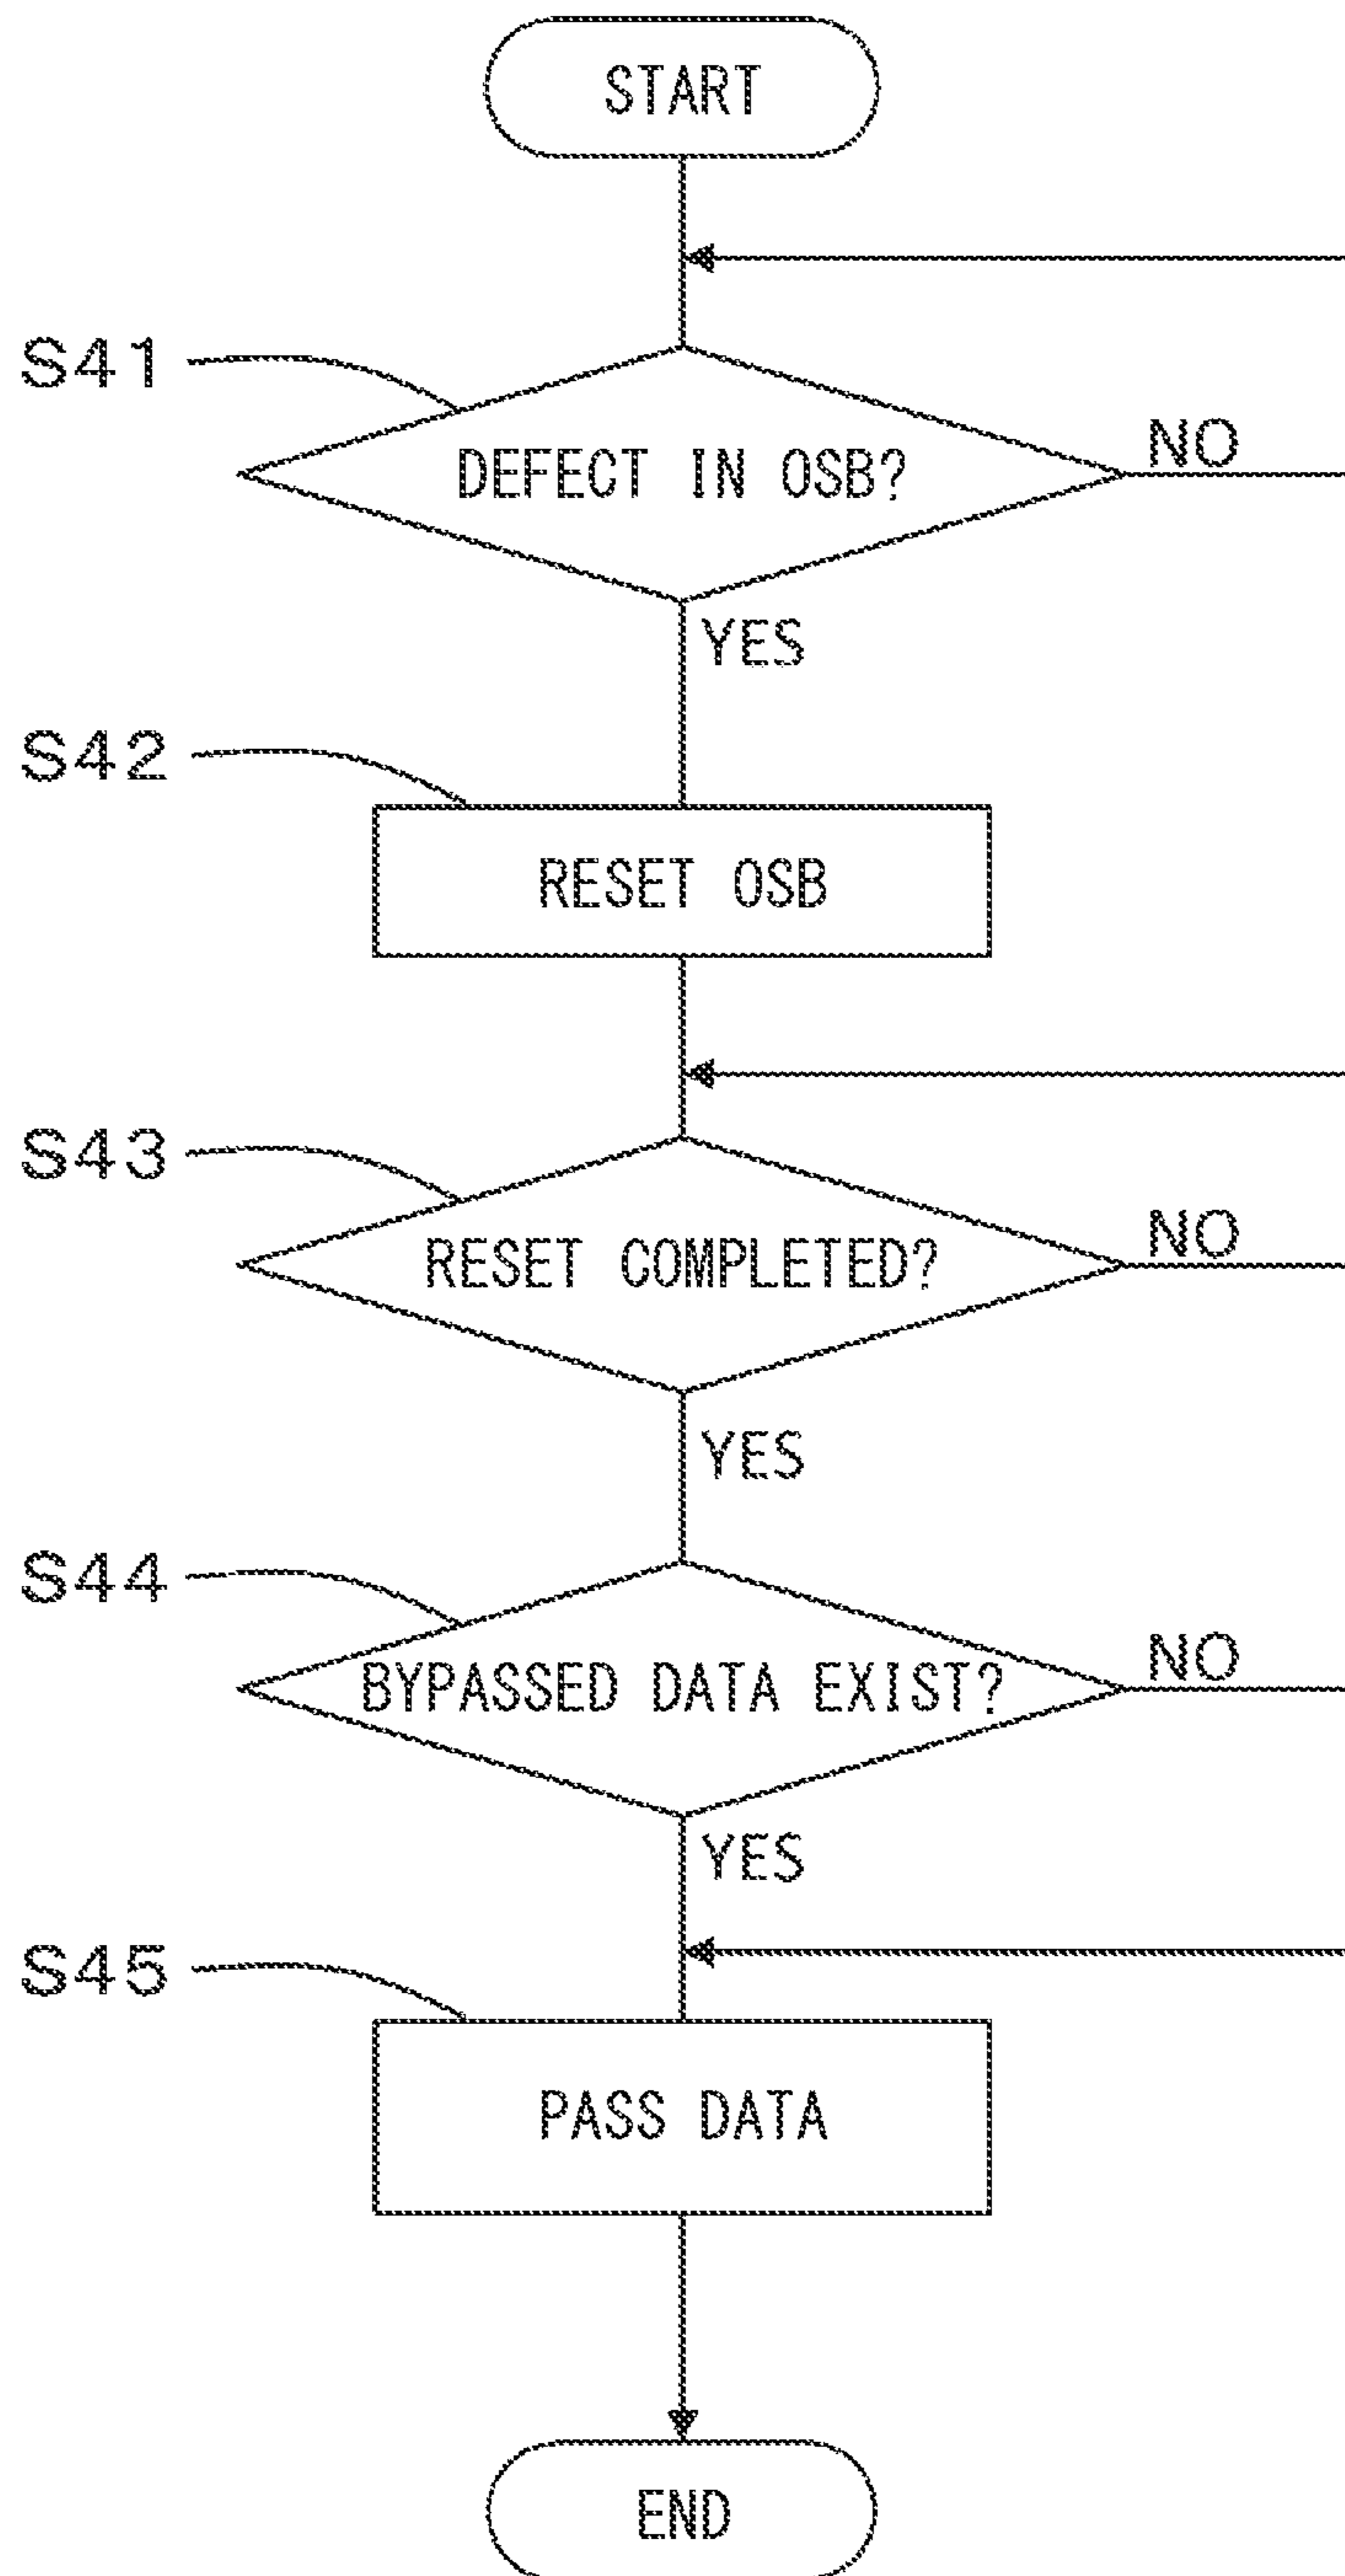 START
S41
DEFECT IN OSB?
NO
YES
S42
RESET OSB
S43
RESET COMPLETED?
NO
YES
S44
BYPASSED DATA EXIST?
NO
YES
S45
PASS DATA
END